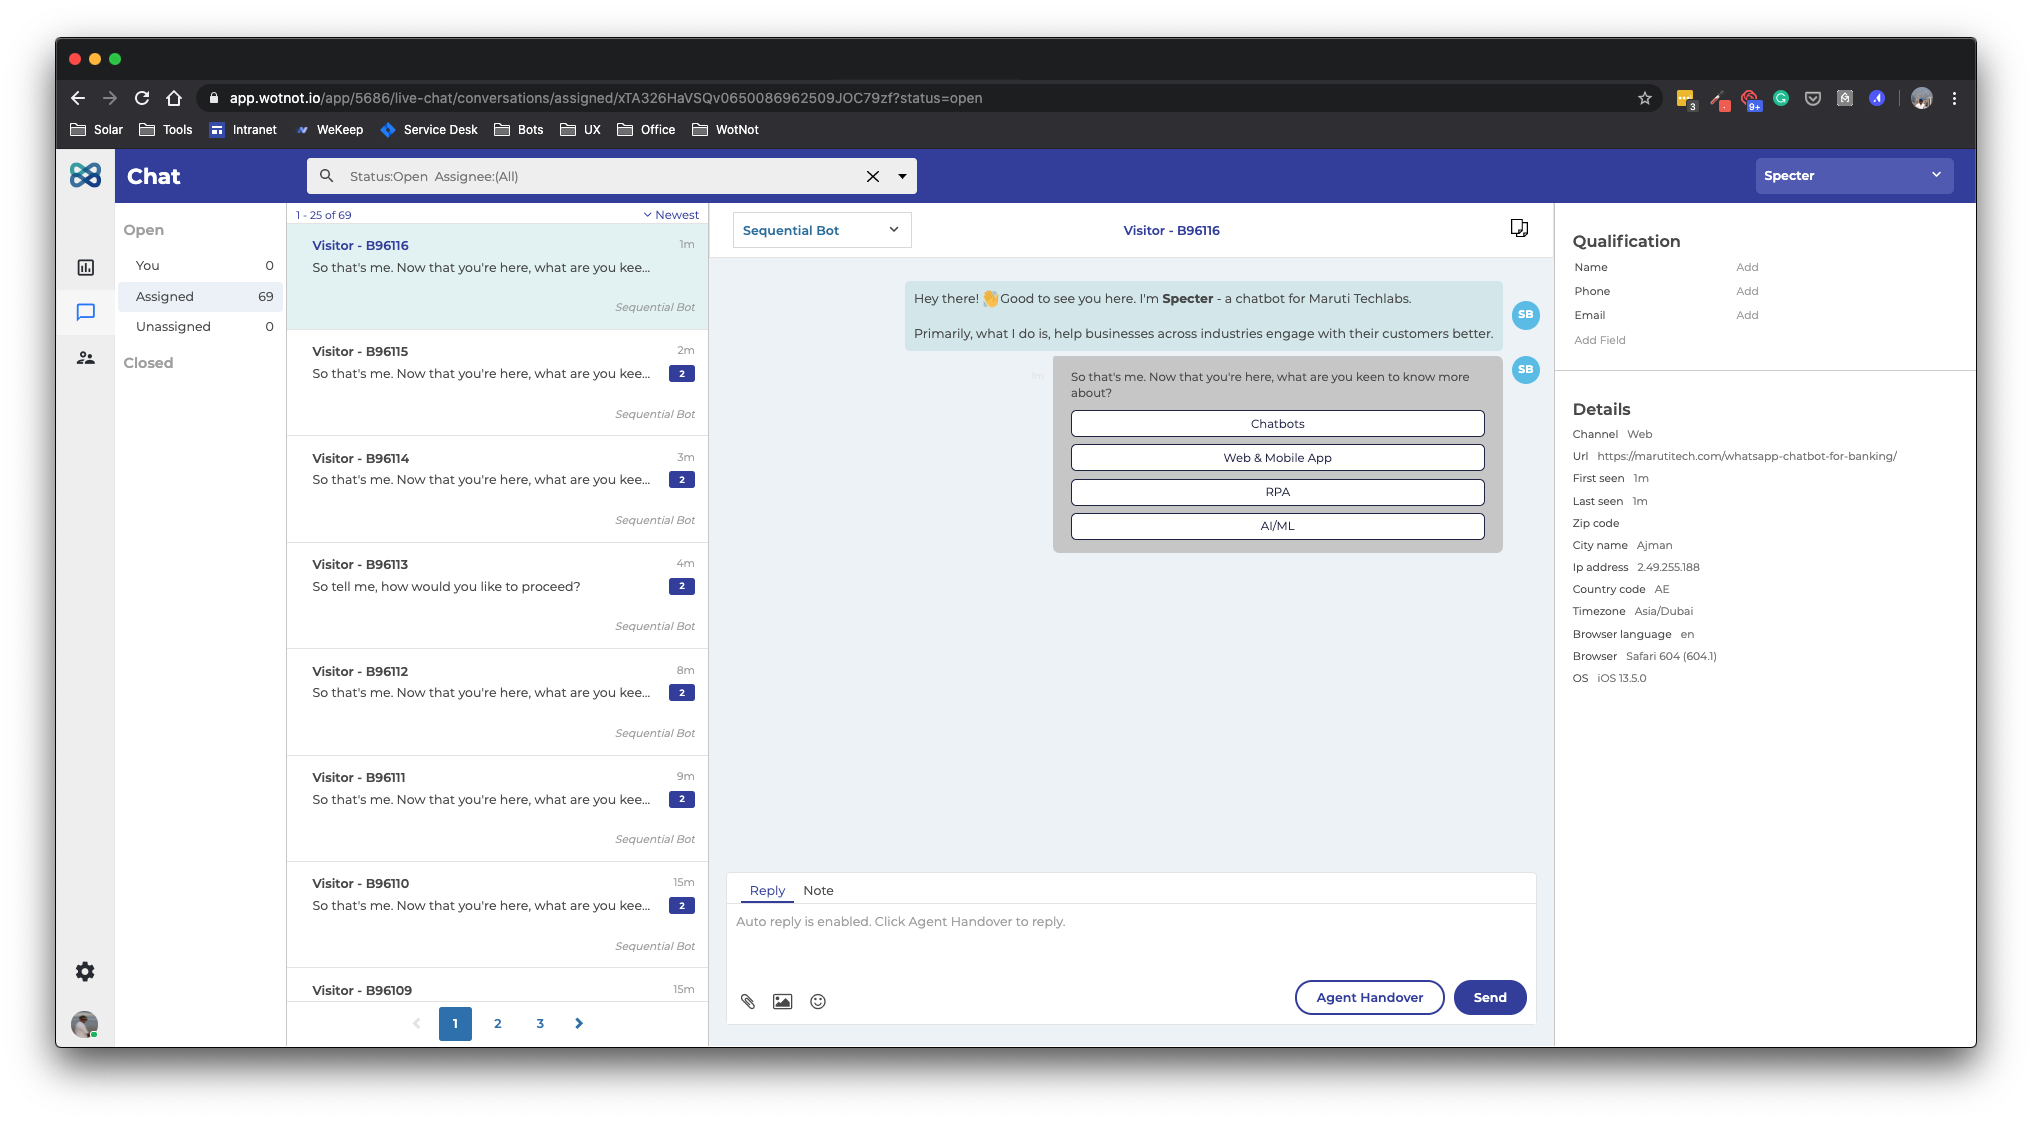 app.wotnot.io/app/5686/live-chat/conversations/assigned/xTA326HaVSQv0650086962509JOC79zf?status=open
3
9+
Solar
Tools
Intranet
WeKeep
Service Desk
Bots
UX
Office
WotNot
Chat
Status:Open Assignee:(All)
Specter
Open
You 0
Assigned 69
Unassigned 0
Closed
1 - 25 of 69
Newest
Visitor - B96116 1m
So that's me. Now that you're here, what are you kee...
Sequential Bot
Visitor - B96115 2m
So that's me. Now that you're here, what are you kee... 2
Sequential Bot
Visitor - B96114 3m
So that's me. Now that you're here, what are you kee... 2
Sequential Bot
Visitor - B96113 4m
So tell me, how would you like to proceed? 2
Sequential Bot
Visitor - B96112 8m
So that's me. Now that you're here, what are you kee... 2
Sequential Bot
Visitor - B96111 9m
So that's me. Now that you're here, what are you kee... 2
Sequential Bot
Visitor - B96110 15m
So that's me. Now that you're here, what are you kee... 2
Sequential Bot
Visitor - B96109 15m
1 2 3
Sequential Bot
Visitor - B96116
Hey there! 👋Good to see you here. I'm Specter - a chatbot for Maruti Techlabs.
Primarily, what I do is, help businesses across industries engage with their customers better.
SB
1m
So that's me. Now that you're here, what are you keen to know more
about?
SB
Chatbots
Web & Mobile App
RPA
AI/ML
Reply Note
Auto reply is enabled. Click Agent Handover to reply.
Agent Handover
Send
Qualification
Name Add
Phone Add
Email Add
Add Field
Details
Channel Web
Url https://marutitech.com/whatsapp-chatbot-for-banking/
First seen 1m
Last seen 1m
Zip code
City name Ajman
Ip address 2.49.255.188
Country code AE
Timezone Asia/Dubai
Browser language en
Browser Safari 604 (604.1)
OS iOS 13.5.0